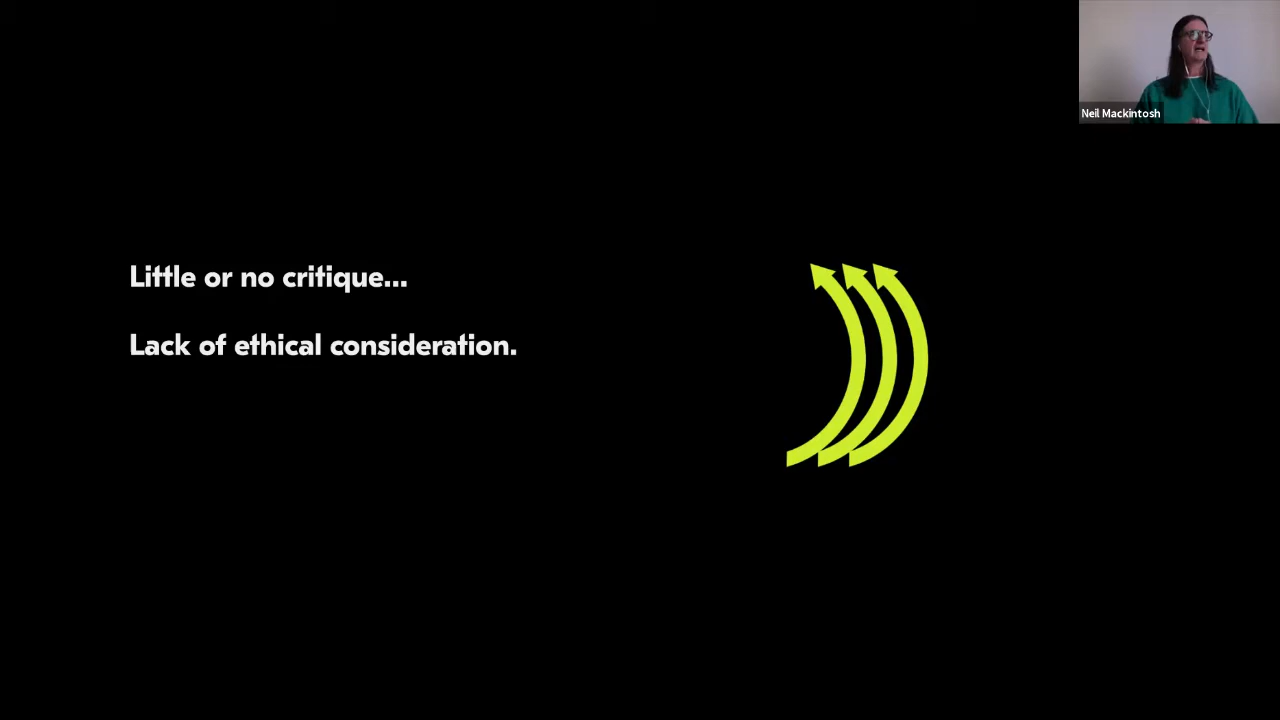 Neil Mackintosh
Little or no critique...
Lack of ethical consideration.